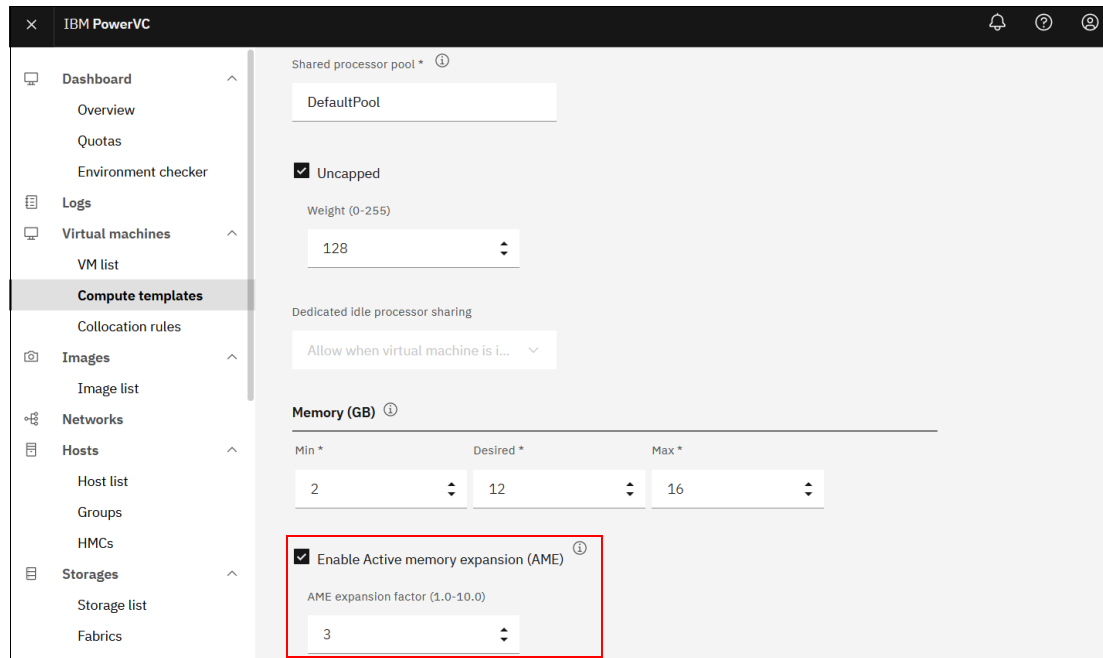 IBM PowerVC
Dashboard
Overview
Quotas
Environment checker
Logs
Virtual machines
VM list
Compute templates
Collocation rules
Images
Image list
Networks
Hosts
Host list
Groups
HMCs
Storages
Storage list
Fabrics
Shared processor pool *
DefaultPool
Uncapped
Weight (0-255)
128
Dedicated idle processor sharing
Allow when virtual machine is i...
Memory (GB)
Min * Desired * Max *
2 12 16
Enable Active memory expansion (AME)
AME expansion factor (1.0-10.0)
3